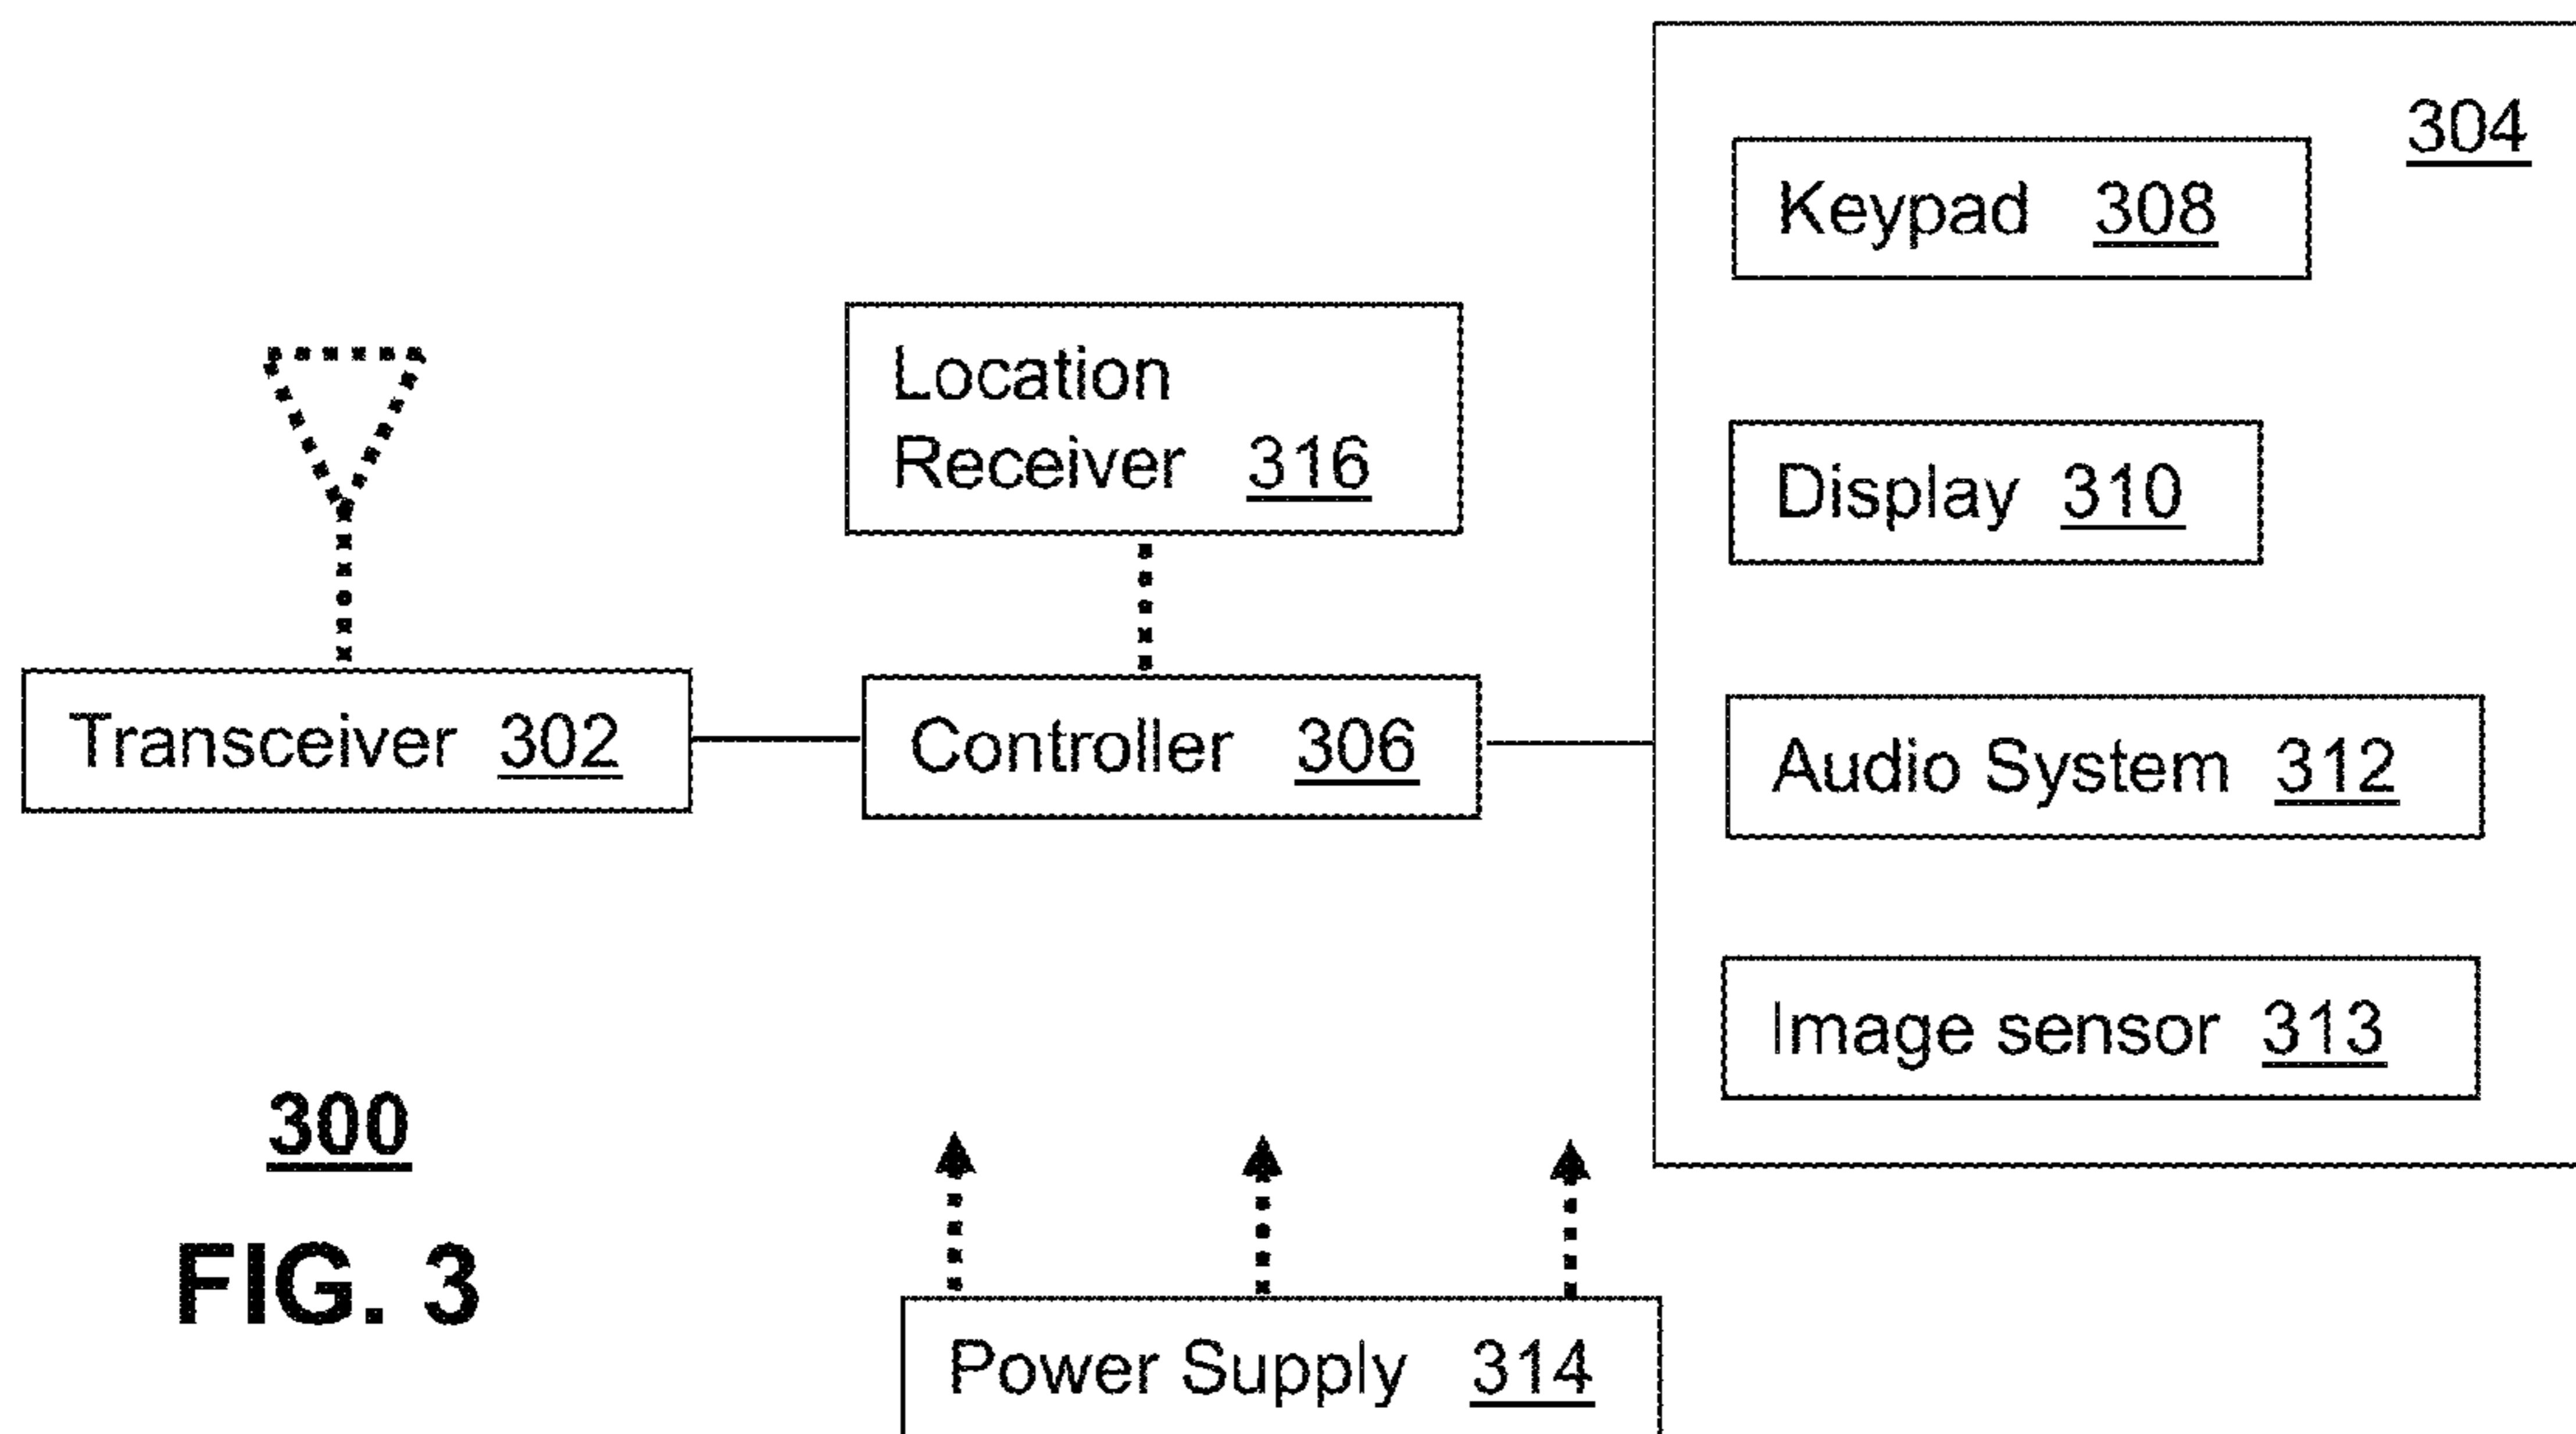 304
Keypad 308
Location
Receiver 316
Display 310
Transceiver 302
Controller 306
Audio System 312
Image sensor 313
300
FIG. 3
Power Supply 314